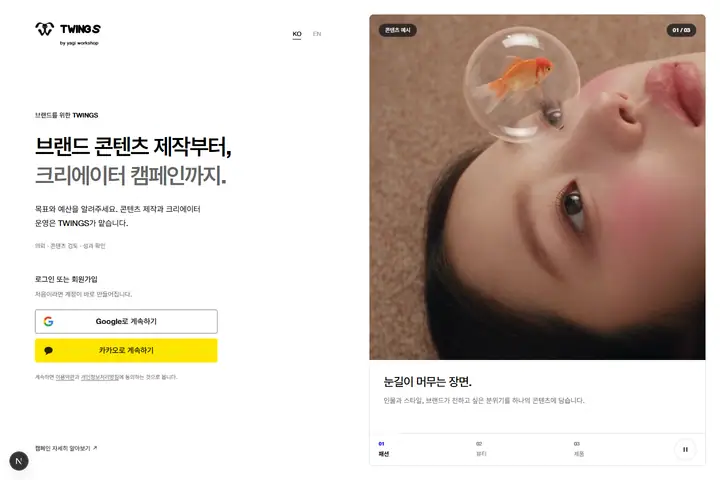 TWINGS
by yagi workshop
KO EN
브랜드를 위한 TWINGS
브랜드 콘텐츠 제작부터,
크리에이터 캠페인까지.
목표와 예산을 알려주세요. 콘텐츠 제작과 크리에이터
운영은 TWINGS가 맡습니다.
의뢰 · 콘텐츠 검토 · 성과 확인
로그인 또는 회원가입
처음이라면 계정이 바로 만들어집니다.
Google로 계속하기
카카오로 계속하기
계속하면 이용약관과 개인정보처리방침에 동의하는 것으로 봅니다.
캠페인 자세히 알아보기 ↗
N
콘텐츠 예시
01 / 03
눈길이 머무는 장면.
인물과 스타일, 브랜드가 전하고 싶은 분위기를 하나의 콘텐츠에 담습니다.
01 02 03
패션 뷰티 제품